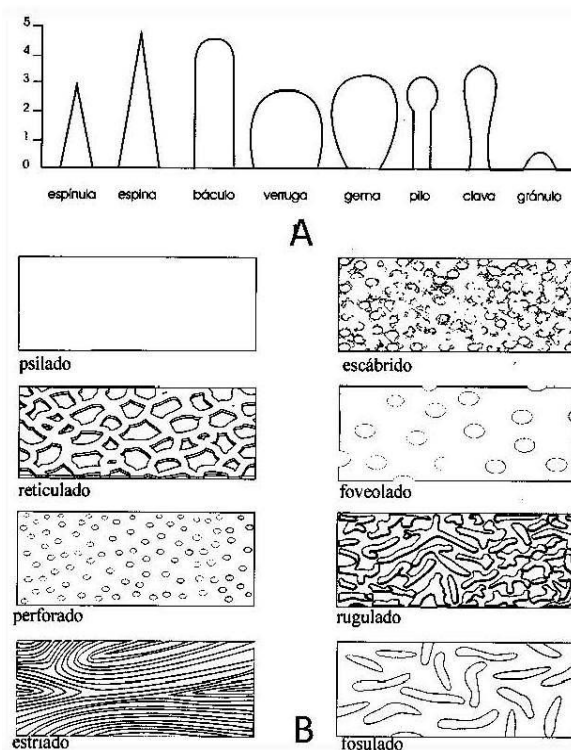 5
4
3
2
1
0
espínula espina báculo verruga gema pilo clava gránulo
A
psilado escábrido
reticulado foveolado
perforado rugulado
estriado B fosulado